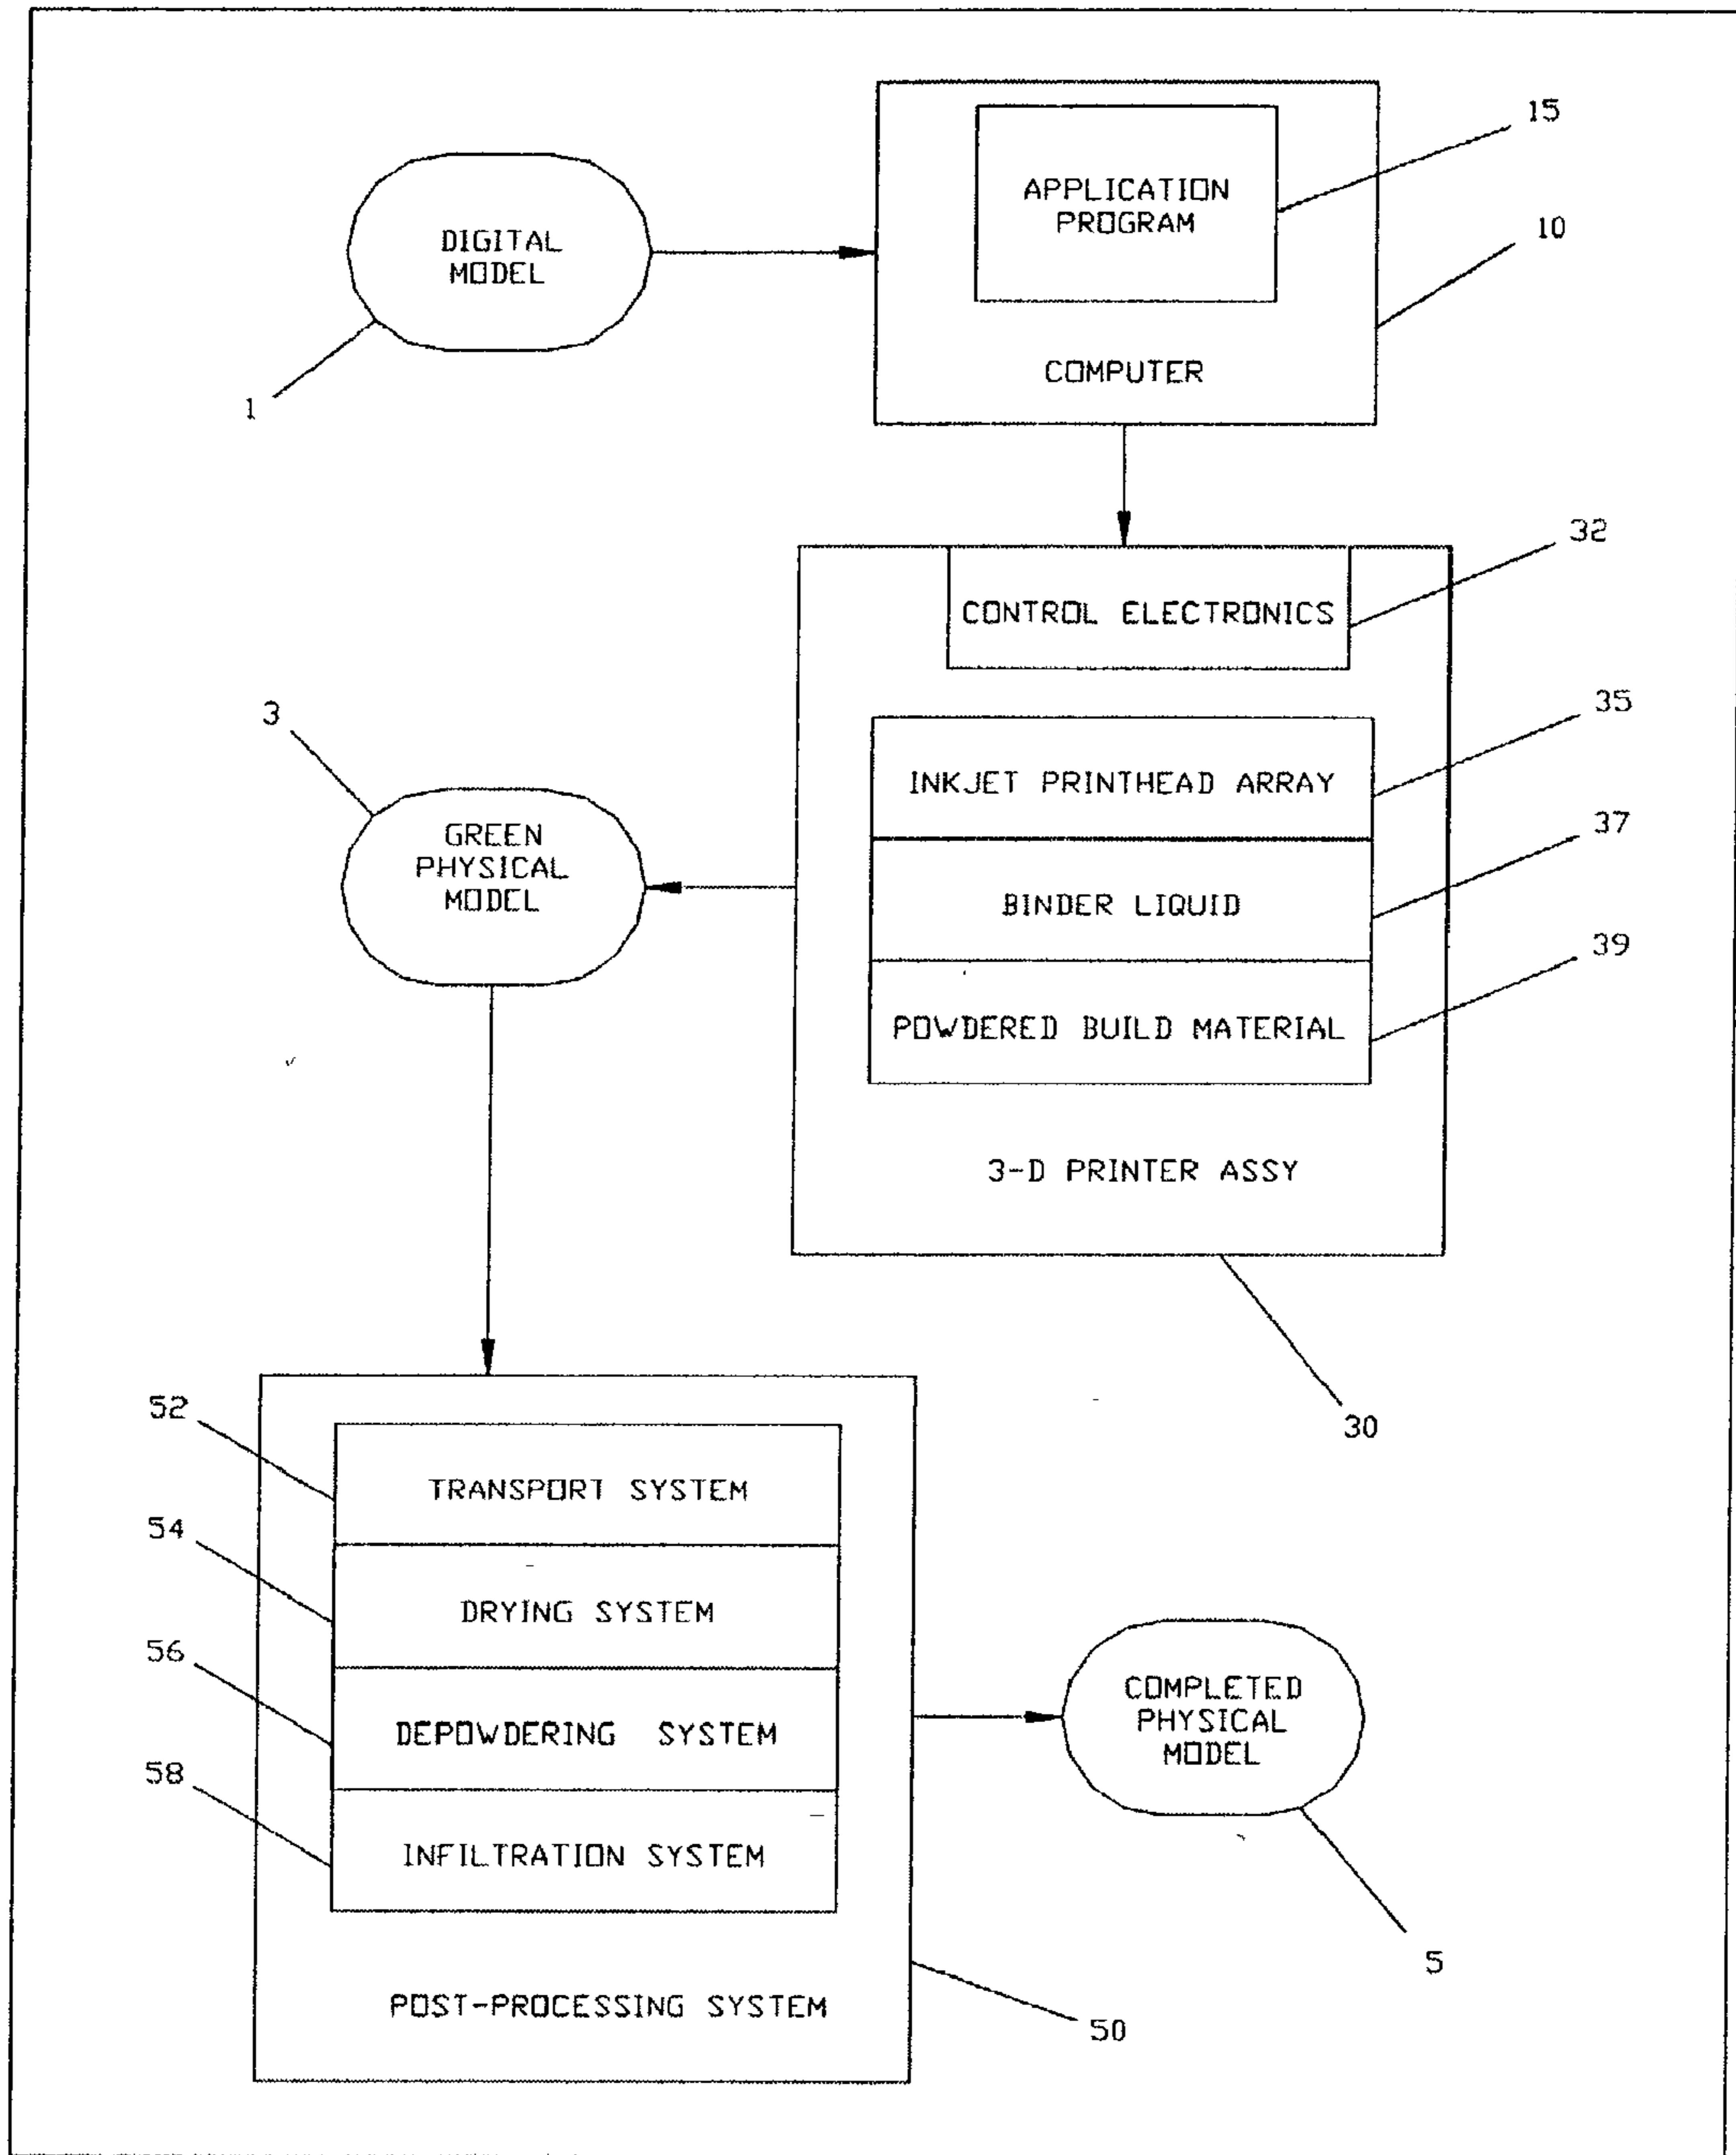 15
APPLICATION
PROGRAM
10
DIGITAL
MODEL
COMPUTER
1
32
CONTROL ELECTRONICS
3
35
INKJET PRINTHEAD ARRAY
GREEN
PHYSICAL
MODEL
37
BINDER LIQUID
39
POWDERED BUILD MATERIAL
3-D PRINTER ASSY
30
52
TRANSPORT SYSTEM
54
DRYING SYSTEM
56
DEPOWDERING SYSTEM
COMPLETED
PHYSICAL
MODEL
58
INFILTRATION SYSTEM
5
POST-PROCESSING SYSTEM
50